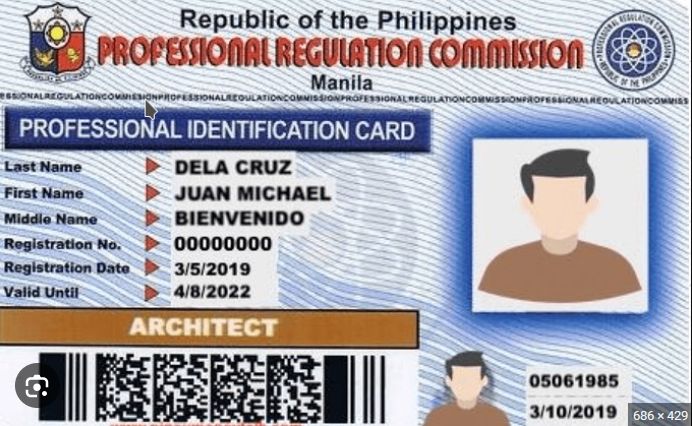 Republic of the Philippines
PROFESSIONAL REGULATION COMMISSION
Manila
ESSIONALREGULATIONCOMMISSIONPROFESSIONALREGULATIONCOMMISSIONPROFESSIONALREGULATIONCOMMISSIONPROFESSIONALREGULATIONCOMMISS
PROFESSIONAL IDENTIFICATION CARD
Last Name DELA CRUZ
First Name JUAN MICHAEL
Middle Name BIENVENIDO
Registration No. 00000000
Registration Date 3/5/2019
Valid Until 4/8/2022
ARCHITECT
05061985
3/10/2019
686 × 429